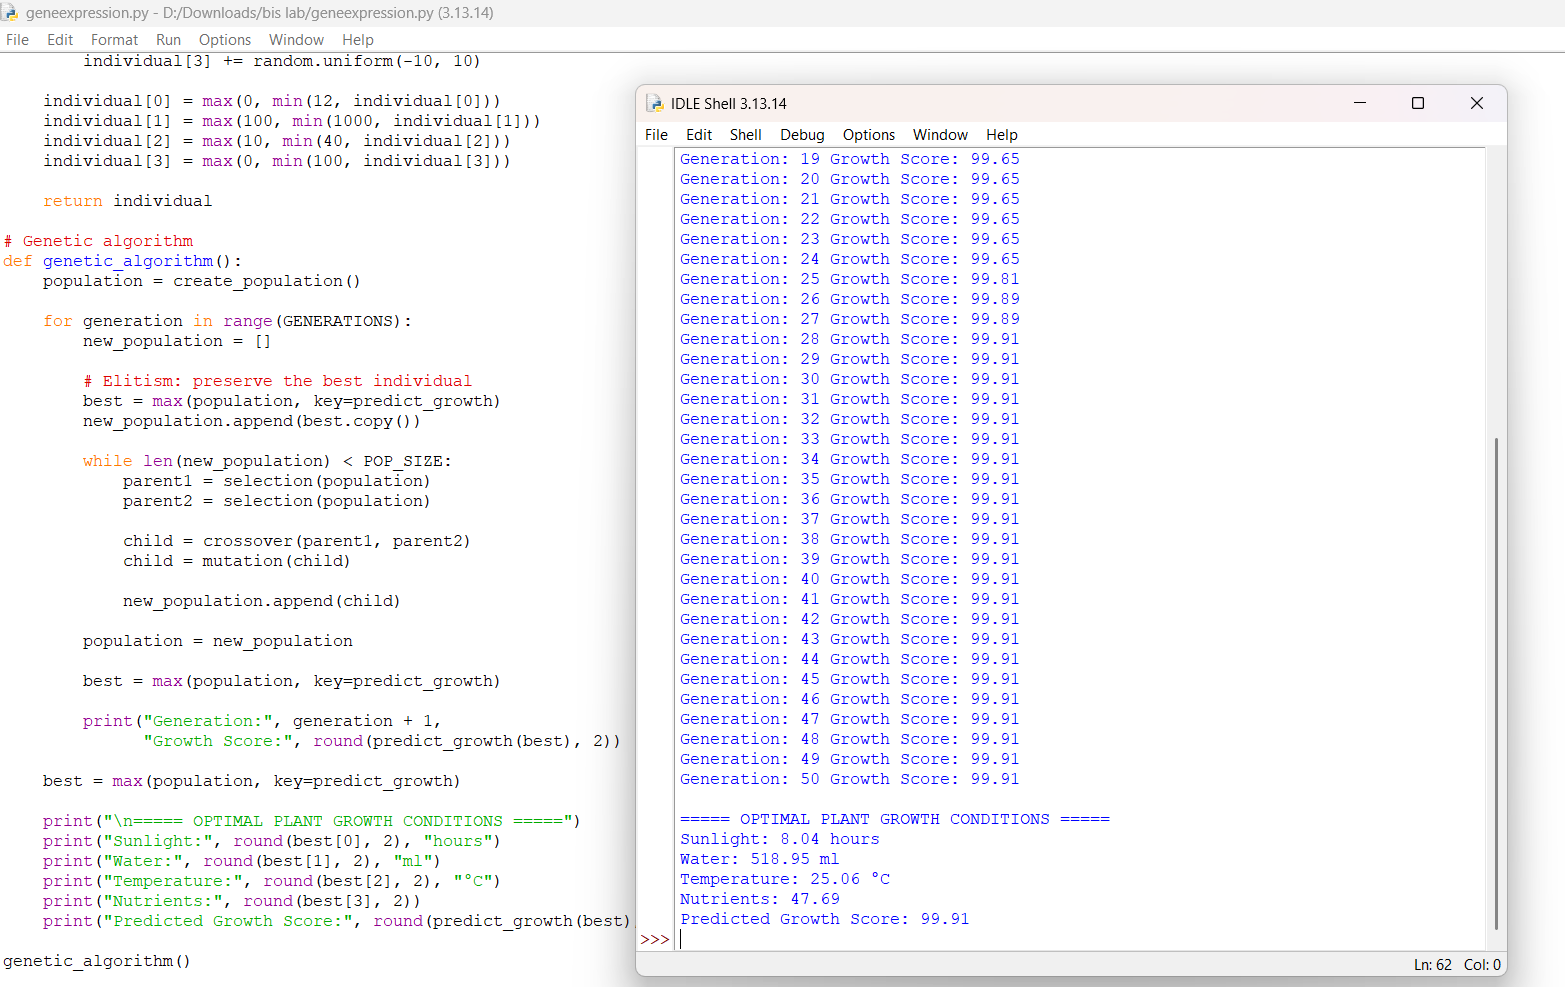 geneexpression.py - D:/Downloads/bis lab/geneexpression.py (3.13.14)
File Edit Format Run Options Window Help
individual[3] += random.uniform(-10, 10)
individual[0] = max(0, min(12, individual[0]))
individual[1] = max(100, min(1000, individual[1]))
individual[2] = max(10, min(40, individual[2]))
individual[3] = max(0, min(100, individual[3]))
return individual
# Genetic algorithm
def genetic_algorithm():
population = create_population()
for generation in range(GENERATIONS):
new_population = []
# Elitism: preserve the best individual
best = max(population, key=predict_growth)
new_population.append(best.copy())
while len(new_population) < POP_SIZE:
parent1 = selection(population)
parent2 = selection(population)
child = crossover(parent1, parent2)
child = mutation(child)
new_population.append(child)
population = new_population
best = max(population, key=predict_growth)
print("Generation:", generation + 1,
"Growth Score:", round(predict_growth(best), 2))
best = max(population, key=predict_growth)
print("\n===== OPTIMAL PLANT GROWTH CONDITIONS =====")
print("Sunlight:", round(best[0], 2), "hours")
print("Water:", round(best[1], 2), "ml")
print("Temperature:", round(best[2], 2), "°C")
print("Nutrients:", round(best[3], 2))
print("Predicted Growth Score:", round(predict_growth(best),
genetic_algorithm()
IDLE Shell 3.13.14
File Edit Shell Debug Options Window Help
Generation: 19 Growth Score: 99.65
Generation: 20 Growth Score: 99.65
Generation: 21 Growth Score: 99.65
Generation: 22 Growth Score: 99.65
Generation: 23 Growth Score: 99.65
Generation: 24 Growth Score: 99.65
Generation: 25 Growth Score: 99.81
Generation: 26 Growth Score: 99.89
Generation: 27 Growth Score: 99.89
Generation: 28 Growth Score: 99.91
Generation: 29 Growth Score: 99.91
Generation: 30 Growth Score: 99.91
Generation: 31 Growth Score: 99.91
Generation: 32 Growth Score: 99.91
Generation: 33 Growth Score: 99.91
Generation: 34 Growth Score: 99.91
Generation: 35 Growth Score: 99.91
Generation: 36 Growth Score: 99.91
Generation: 37 Growth Score: 99.91
Generation: 38 Growth Score: 99.91
Generation: 39 Growth Score: 99.91
Generation: 40 Growth Score: 99.91
Generation: 41 Growth Score: 99.91
Generation: 42 Growth Score: 99.91
Generation: 43 Growth Score: 99.91
Generation: 44 Growth Score: 99.91
Generation: 45 Growth Score: 99.91
Generation: 46 Growth Score: 99.91
Generation: 47 Growth Score: 99.91
Generation: 48 Growth Score: 99.91
Generation: 49 Growth Score: 99.91
Generation: 50 Growth Score: 99.91
===== OPTIMAL PLANT GROWTH CONDITIONS =====
Sunlight: 8.04 hours
Water: 518.95 ml
Temperature: 25.06 °C
Nutrients: 47.69
Predicted Growth Score: 99.91
>>>
Ln: 62 Col: 0